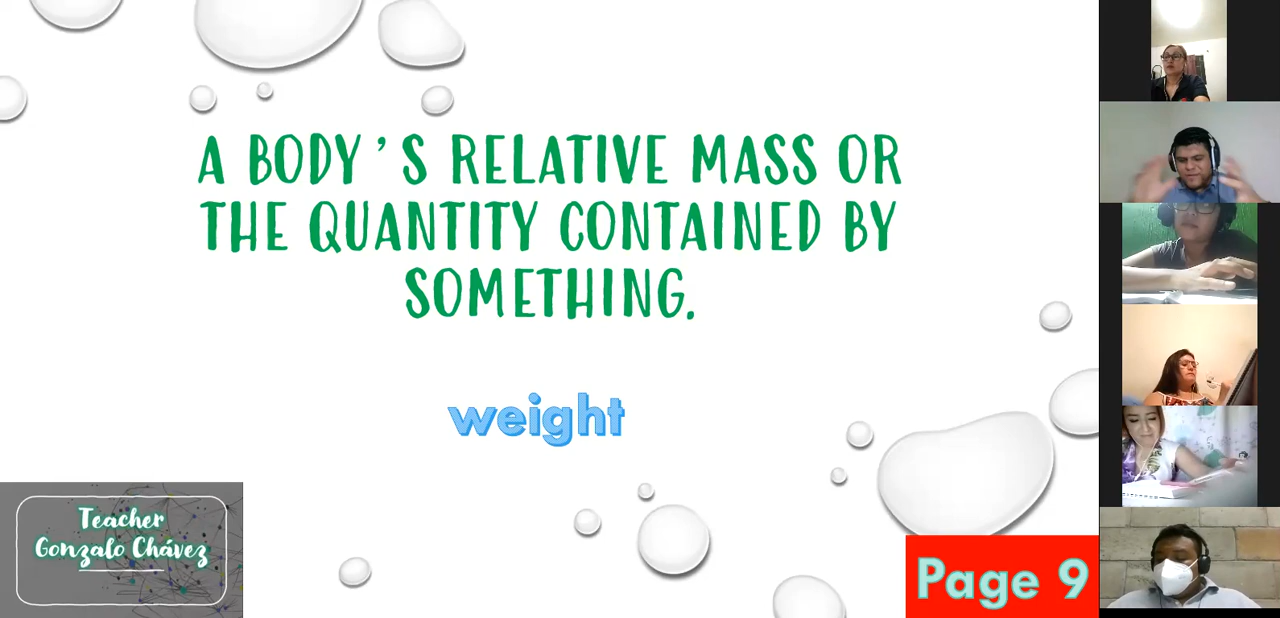 A BODY'S RELATIVE MASS OR
THE QUANTITY CONTAINED BY
SOMETHING.
weight
Teacher
Gonzalo Chávez
Page 9